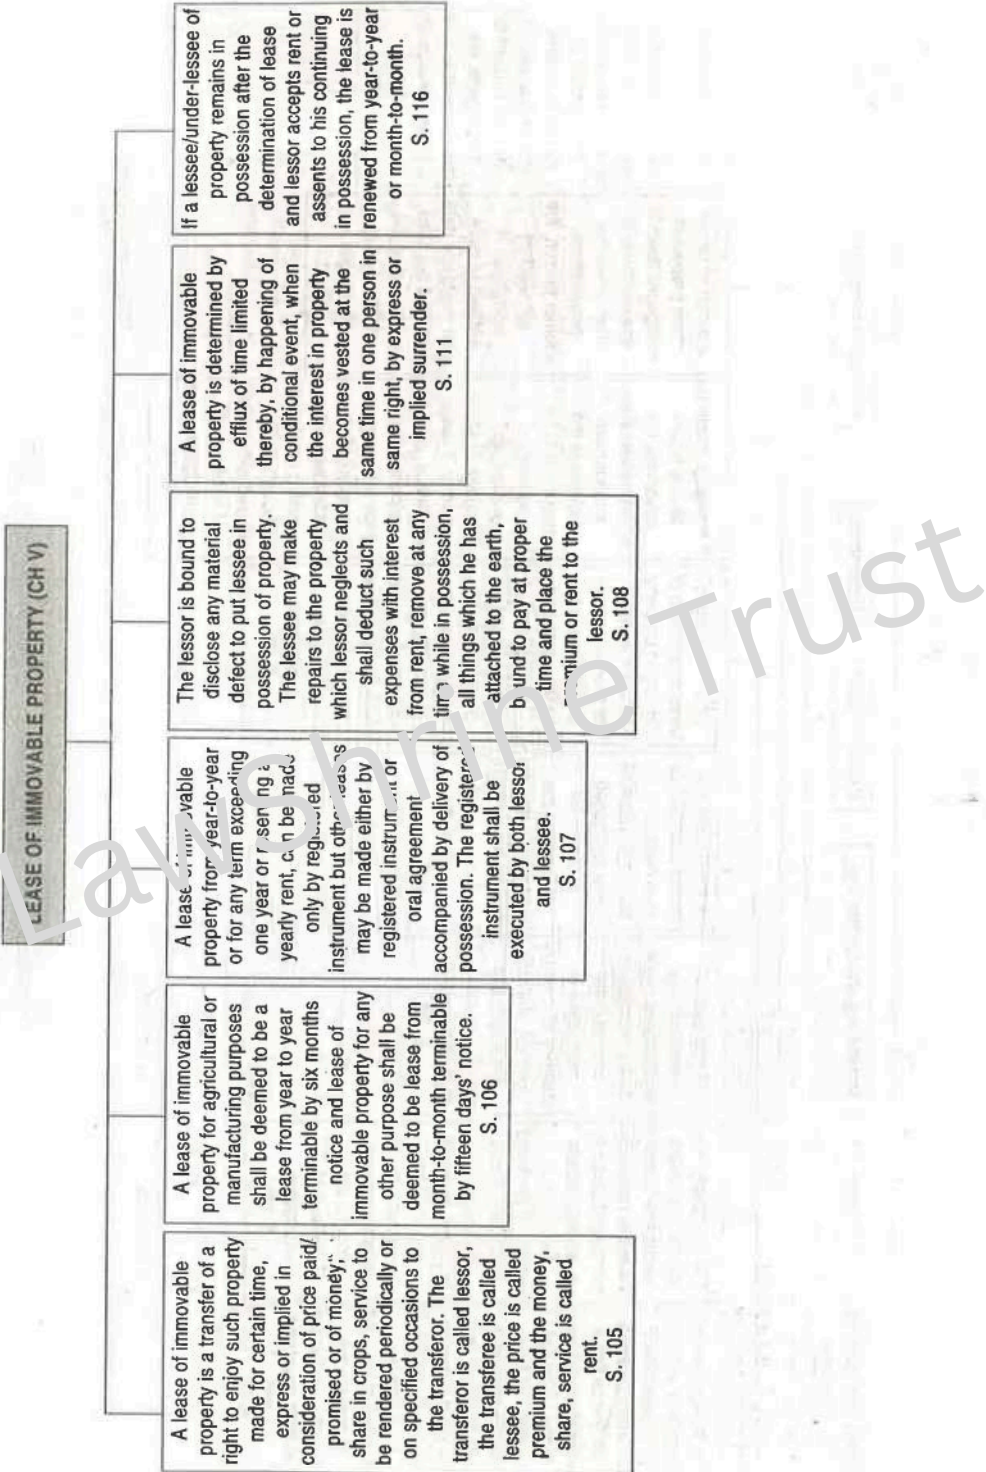 LEASE OF IMMOVABLE PROPERTY (CH V)
A lease of immovable
property is a transfer of a
right to enjoy such property
made for certain time,
express or implied in
consideration of price paid/
promised or of money,
share in crops, service to
be rendered periodically or
on specified occasions to
the transferor. The
transferor is called lessor,
the transferee is called
lessee, the price is called
premium and the money,
share, service is called
rent.
S. 105
A lease of immovable
property for agricultural or
manufacturing purposes
shall be deemed to be a
lease from year to year
terminable by six months
notice and lease of
immovable property for any
other purpose shall be
deemed to be lease from
month-to-month terminable
by fifteen days' notice.
S. 106
A lease of immovable
property from year-to-year
or for any term exceeding
one year or
yearly rent, can be made
only by registered
instrument but other leases
may be made either by
registered instrument or
oral agreement
accompanied by delivery of
possession. The registered
instrument shall be
executed by both lessor
and lessee.
S. 107
The lessor is bound to
disclose any material
defect to put lessee in
possession of property.
The lessee may make
repairs to the property
which lessor neglects and
shall deduct such
expenses with interest
from rent, remove at any
time while in possession,
all things which he has
attached to the earth,
bound to pay at proper
time and place the
premium or rent to the
lessor.
S. 108
A lease of immovable
property is determined by
efflux of time limited
thereby, by happening of
conditional event, when
the interest in property
becomes vested at the
same time in one person in
same right, by express or
implied surrender.
S. 111
If a lessee/under-lessee of
property remains in
possession after the
determination of lease
and lessor accepts rent or
assents to his continuing
in possession, the lease is
renewed from year-to-year
or month-to-month.
S. 116
LawShrine Trust